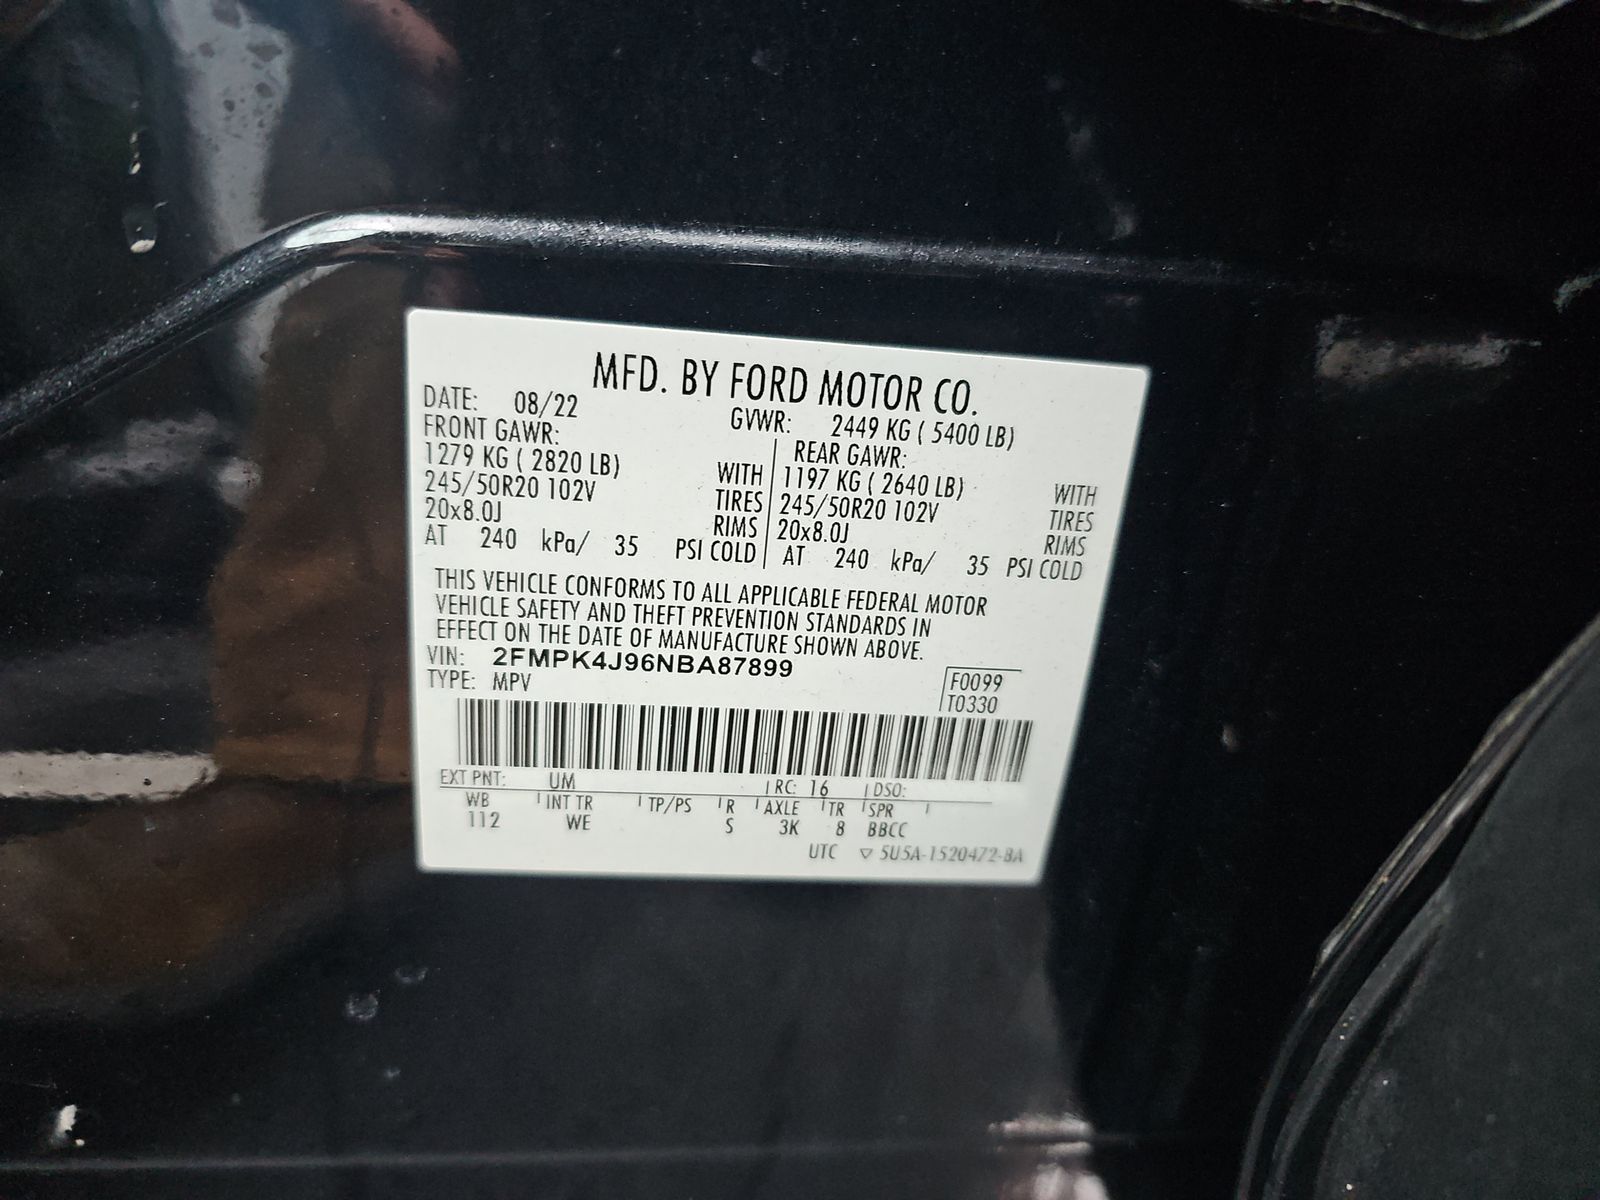 MFD. BY FORD MOTOR CO.
DATE: 08/22 GVWR: 2449 KG ( 5400 LB)
FRONT GAWR: REAR GAWR:
1279 KG ( 2820 LB) WITH 1197 KG ( 2640 LB) WITH
245/50R20 102V TIRES 245/50R20 102V TIRES
20x8.0J RIMS 20x8.0J RIMS
AT 240 kPa/ 35 PSI COLD AT 240 kPa/ 35 PSI COLD
THIS VEHICLE CONFORMS TO ALL APPLICABLE FEDERAL MOTOR
VEHICLE SAFETY AND THEFT PREVENTION STANDARDS IN
EFFECT ON THE DATE OF MANUFACTURE SHOWN ABOVE.
VIN: 2FMPK4J96NBA87899
TYPE: MPV
F0099
T0330
EXT PNT: UM RC: 16 DSO:
WB INT TR TP/PS R AXLE TR SPR
112 WE S 3K 8 BBCC
UTC ▽ 5U5A-1520472-BA